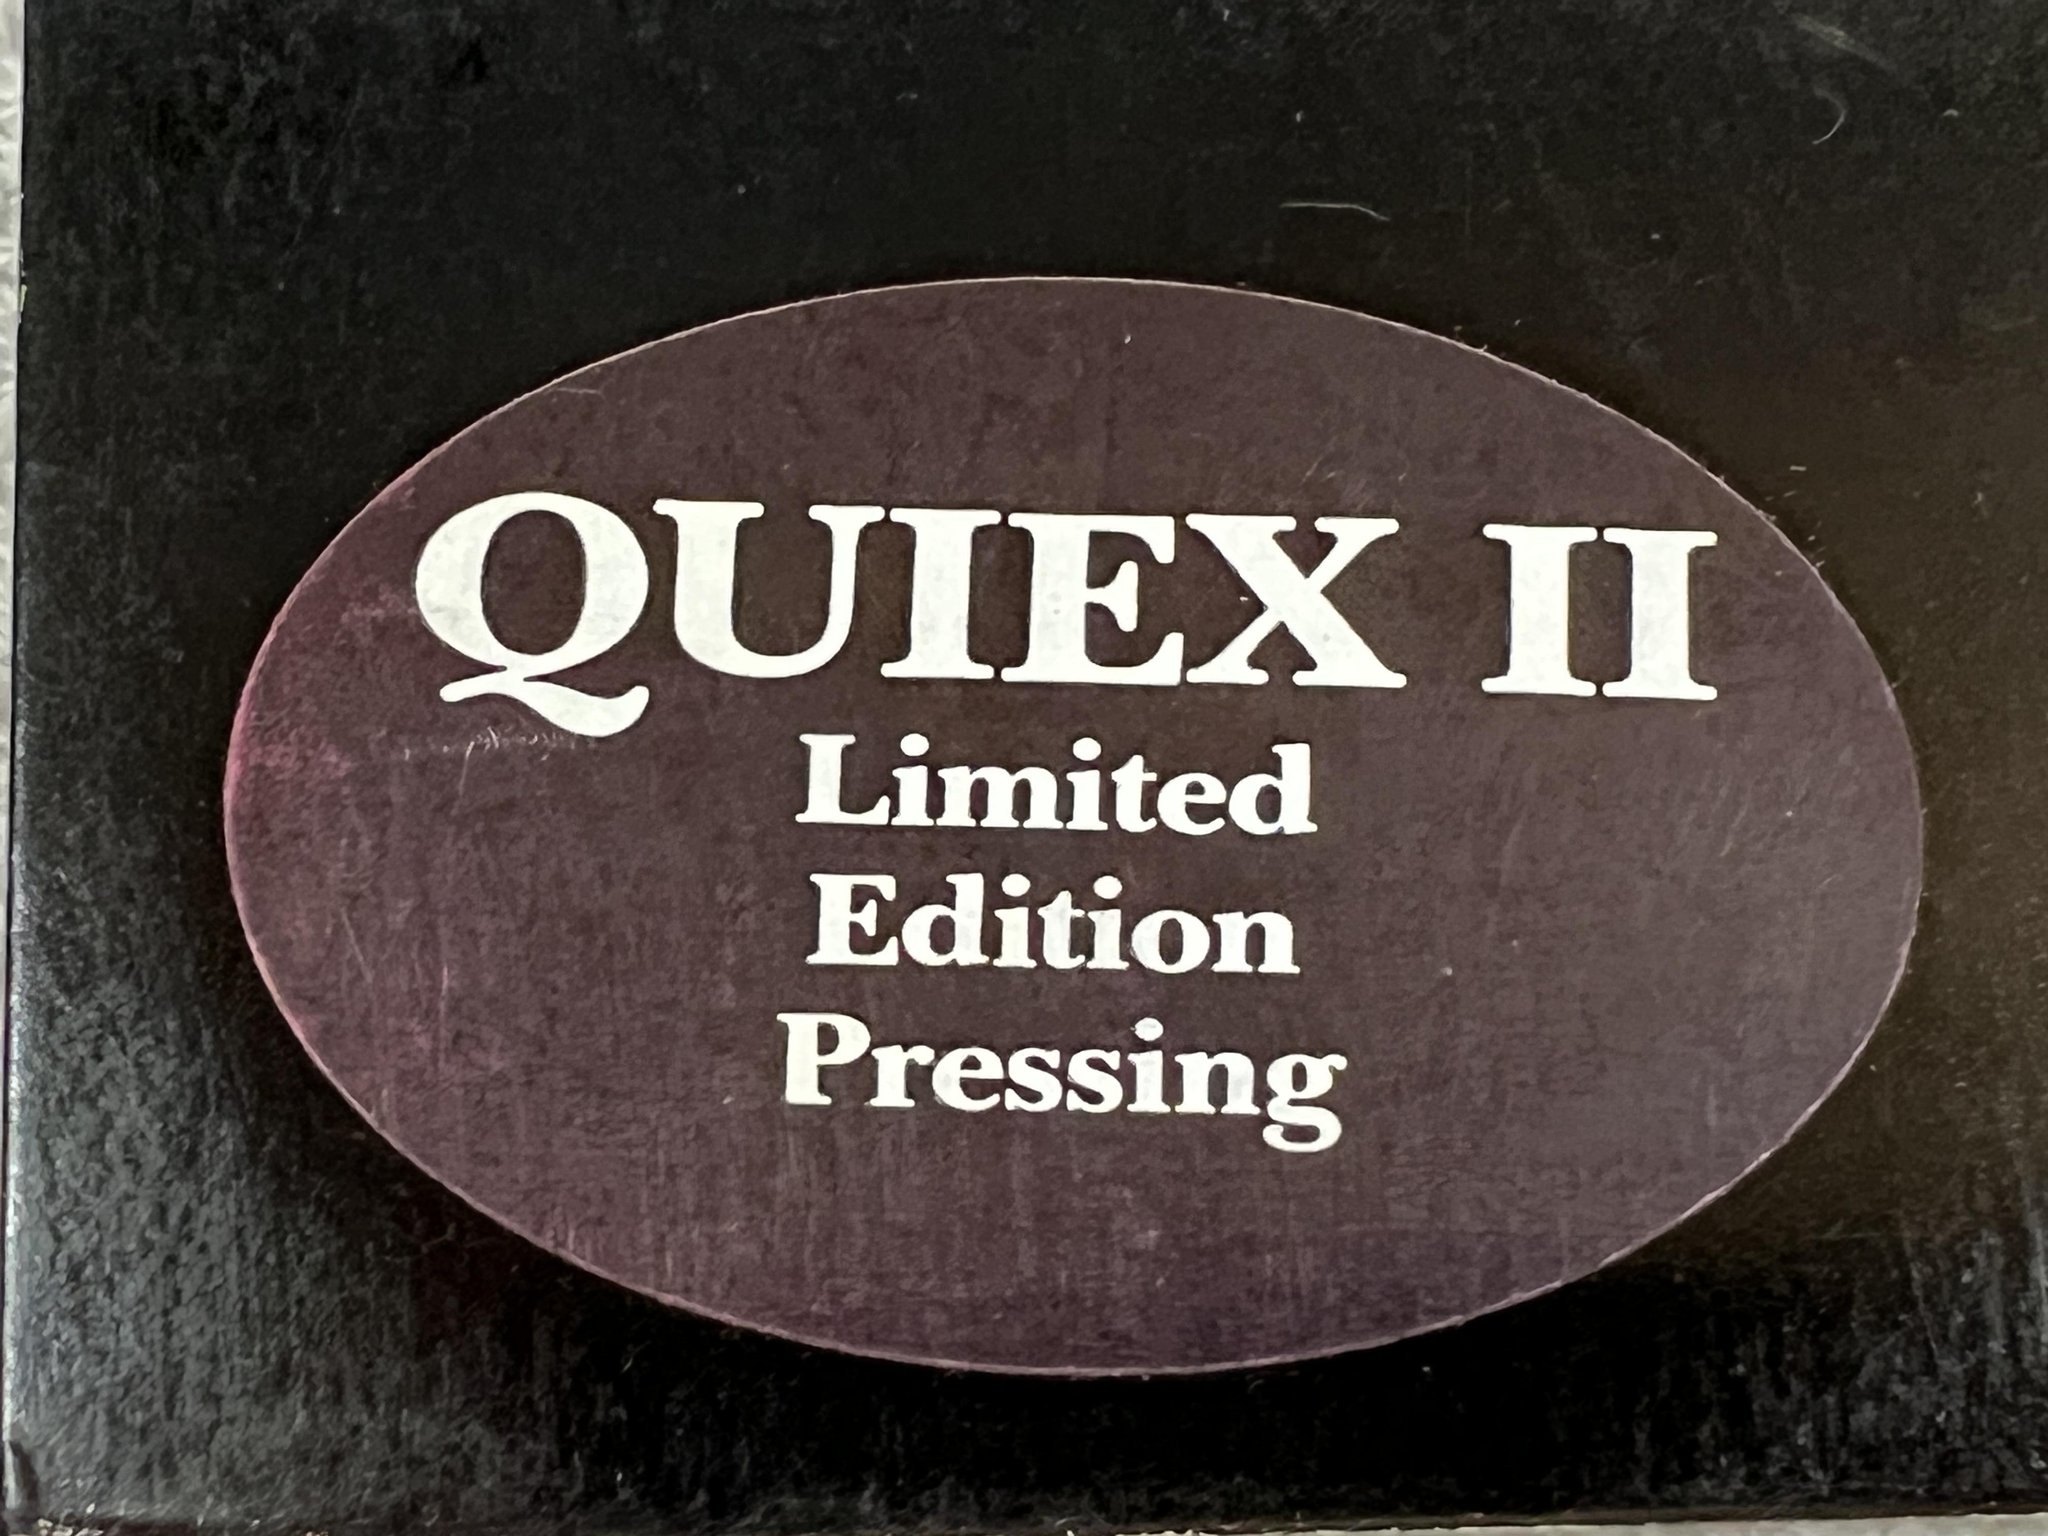 QUIEX II
Limited
Edition
Pressing